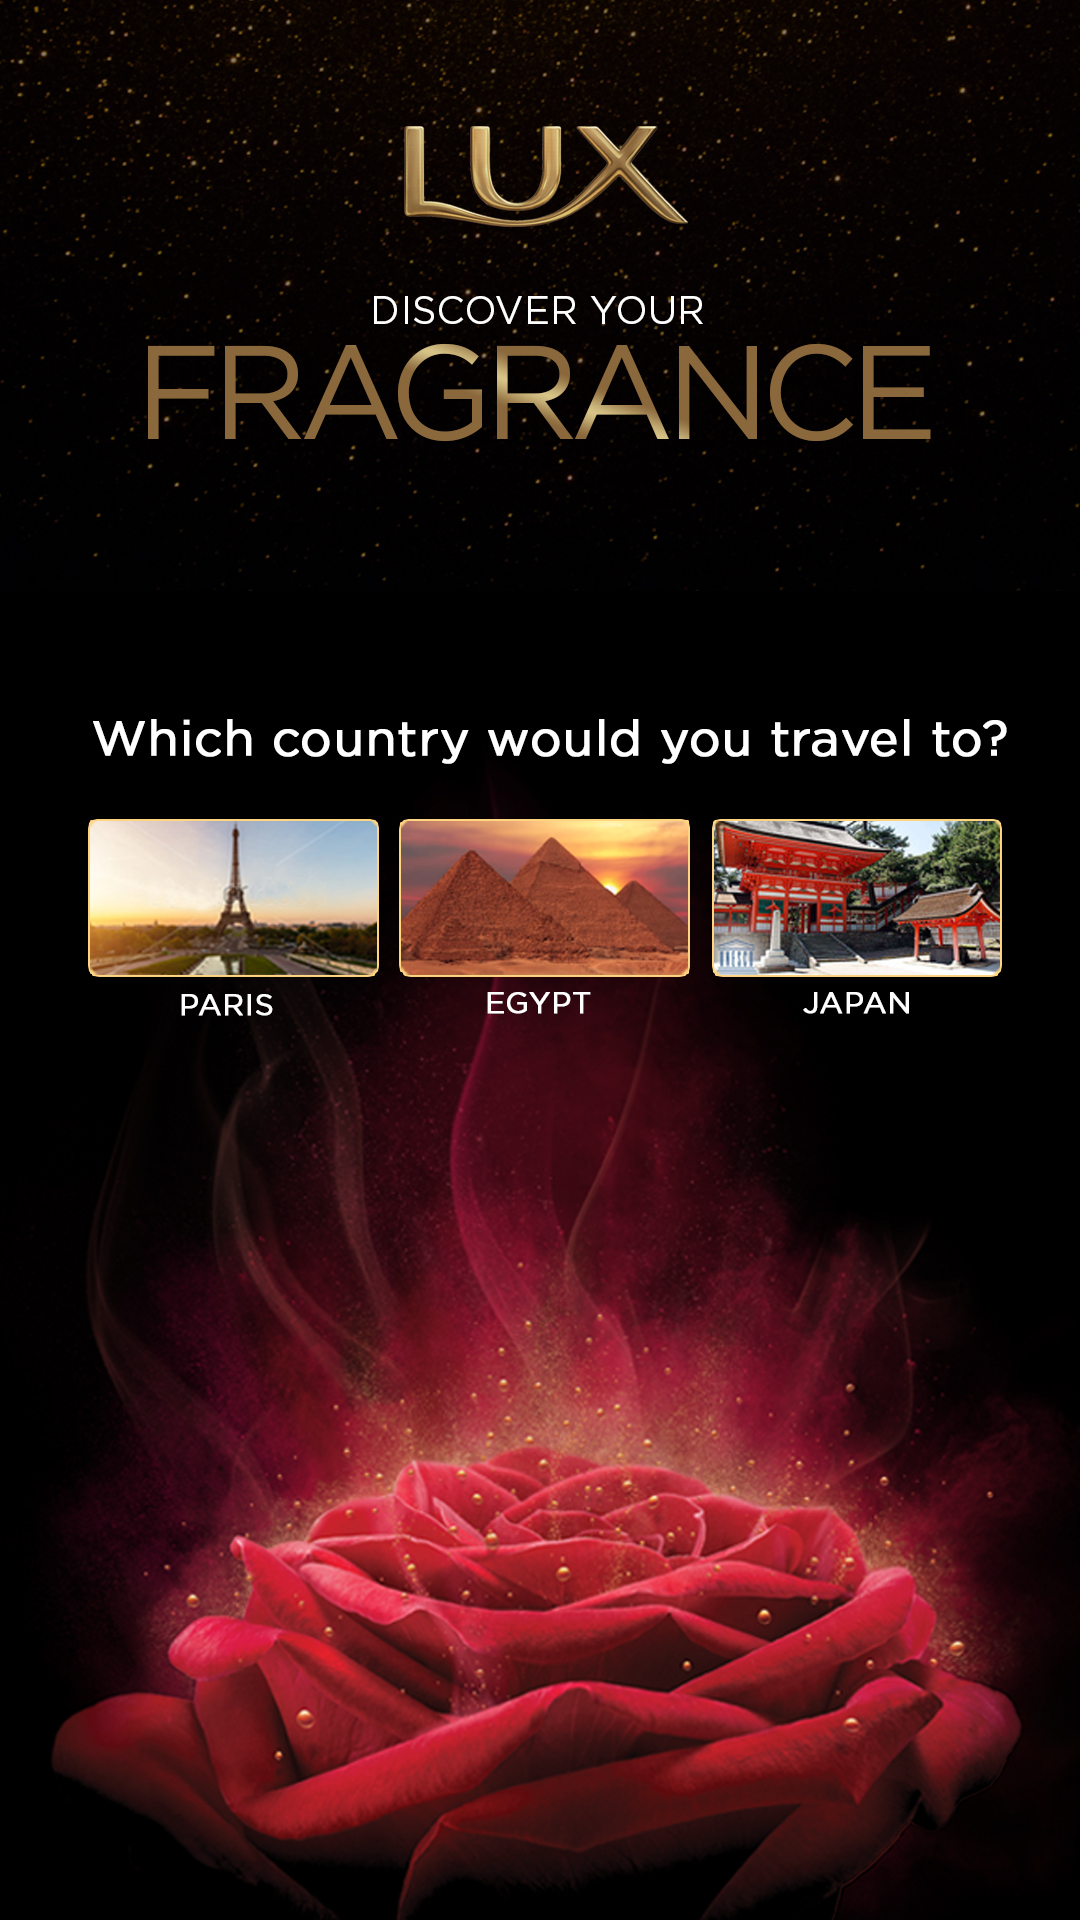 LUX
DISCOVER YOUR
FRAGRANCE
Which country would you travel to?
PARIS
EGYPT
JAPAN